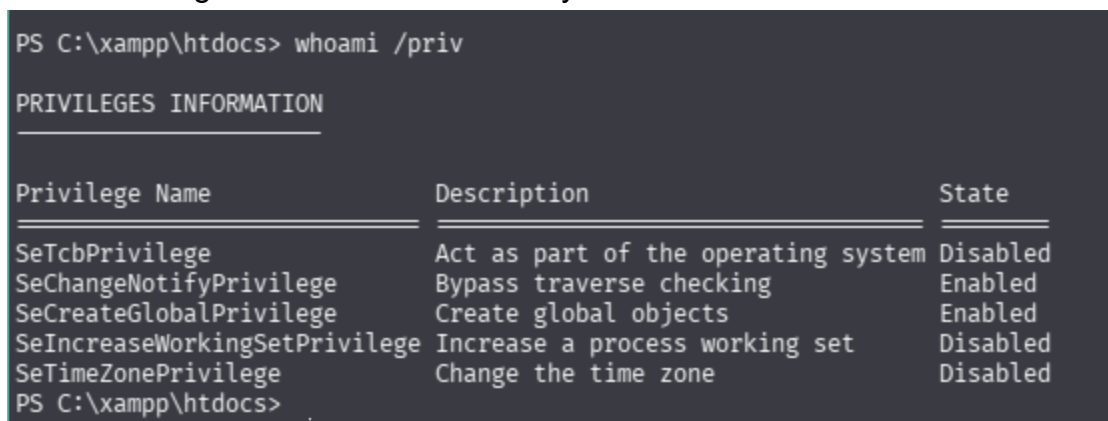 PS C:\xampp\htdocs> whoami /priv
PRIVILEGES INFORMATION
Privilege Name Description State
SeTcbPrivilege Act as part of the operating system Disabled
SeChangeNotifyPrivilege Bypass traverse checking Enabled
SeCreateGlobalPrivilege Create global objects Enabled
SeIncreaseWorkingSetPrivilege Increase a process working set Disabled
SeTimeZonePrivilege Change the time zone Disabled
PS C:\xampp\htdocs>